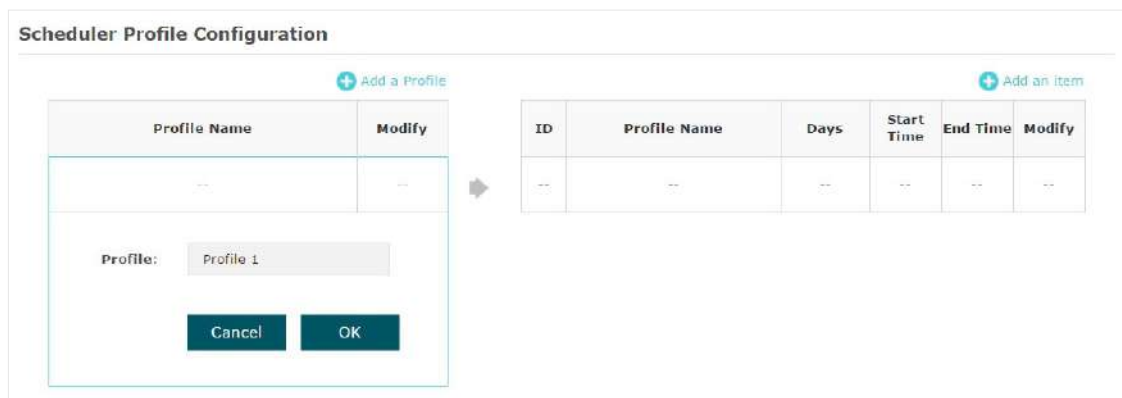 Scheduler Profile Configuration
Add a Profile
Profile Name Modify
-- --
Profile: Profile 1
Cancel OK
Add an Item
ID Profile Name Days Start Time End Time Modify
-- -- -- -- -- --